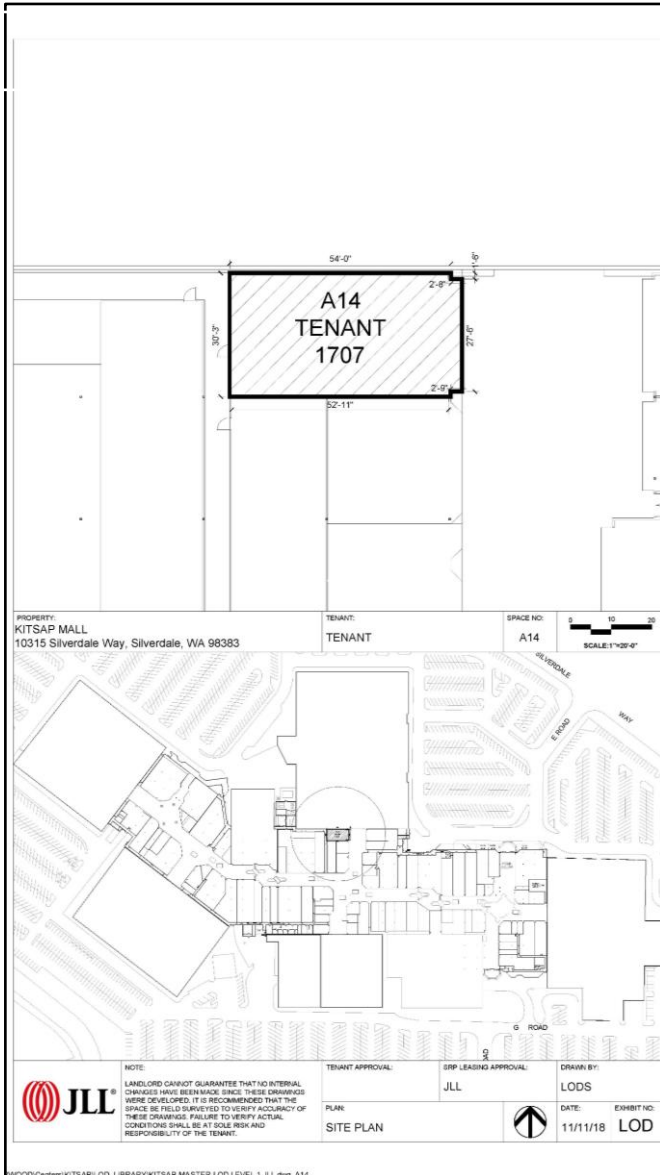 54'-0"
1'-6"
2'-8"
A14
TENANT
1707
30'-3"
27'-6"
2'-9"
52'-11"
PROPERTY:
KITSAP MALL
10315 Silverdale Way, Silverdale, WA 98383
TENANT:
TENANT
SPACE NO:
A14
0 10 20
SCALE:1"=20'-0"
SILVERDALE
WAY
E ROAD
G ROAD
JLL®
NOTE:
LANDLORD CANNOT GUARANTEE THAT NO INTERNAL
CHANGES HAVE BEEN MADE SINCE THESE DRAWINGS
WERE DEVELOPED. IT IS RECOMMENDED THAT THE
SPACE BE FIELD SURVEYED TO VERIFY ACCURACY OF
THESE DRAWINGS. FAILURE TO VERIFY ACTUAL
CONDITIONS SHALL BE AT SOLE RISK AND
RESPONSIBILITY OF THE TENANT.
TENANT APPROVAL:
GRP LEASING APPROVAL:
JLL
DRAWN BY:
LODS
PLAN:
SITE PLAN
DATE:
11/11/18
EXHIBIT NO:
LOD